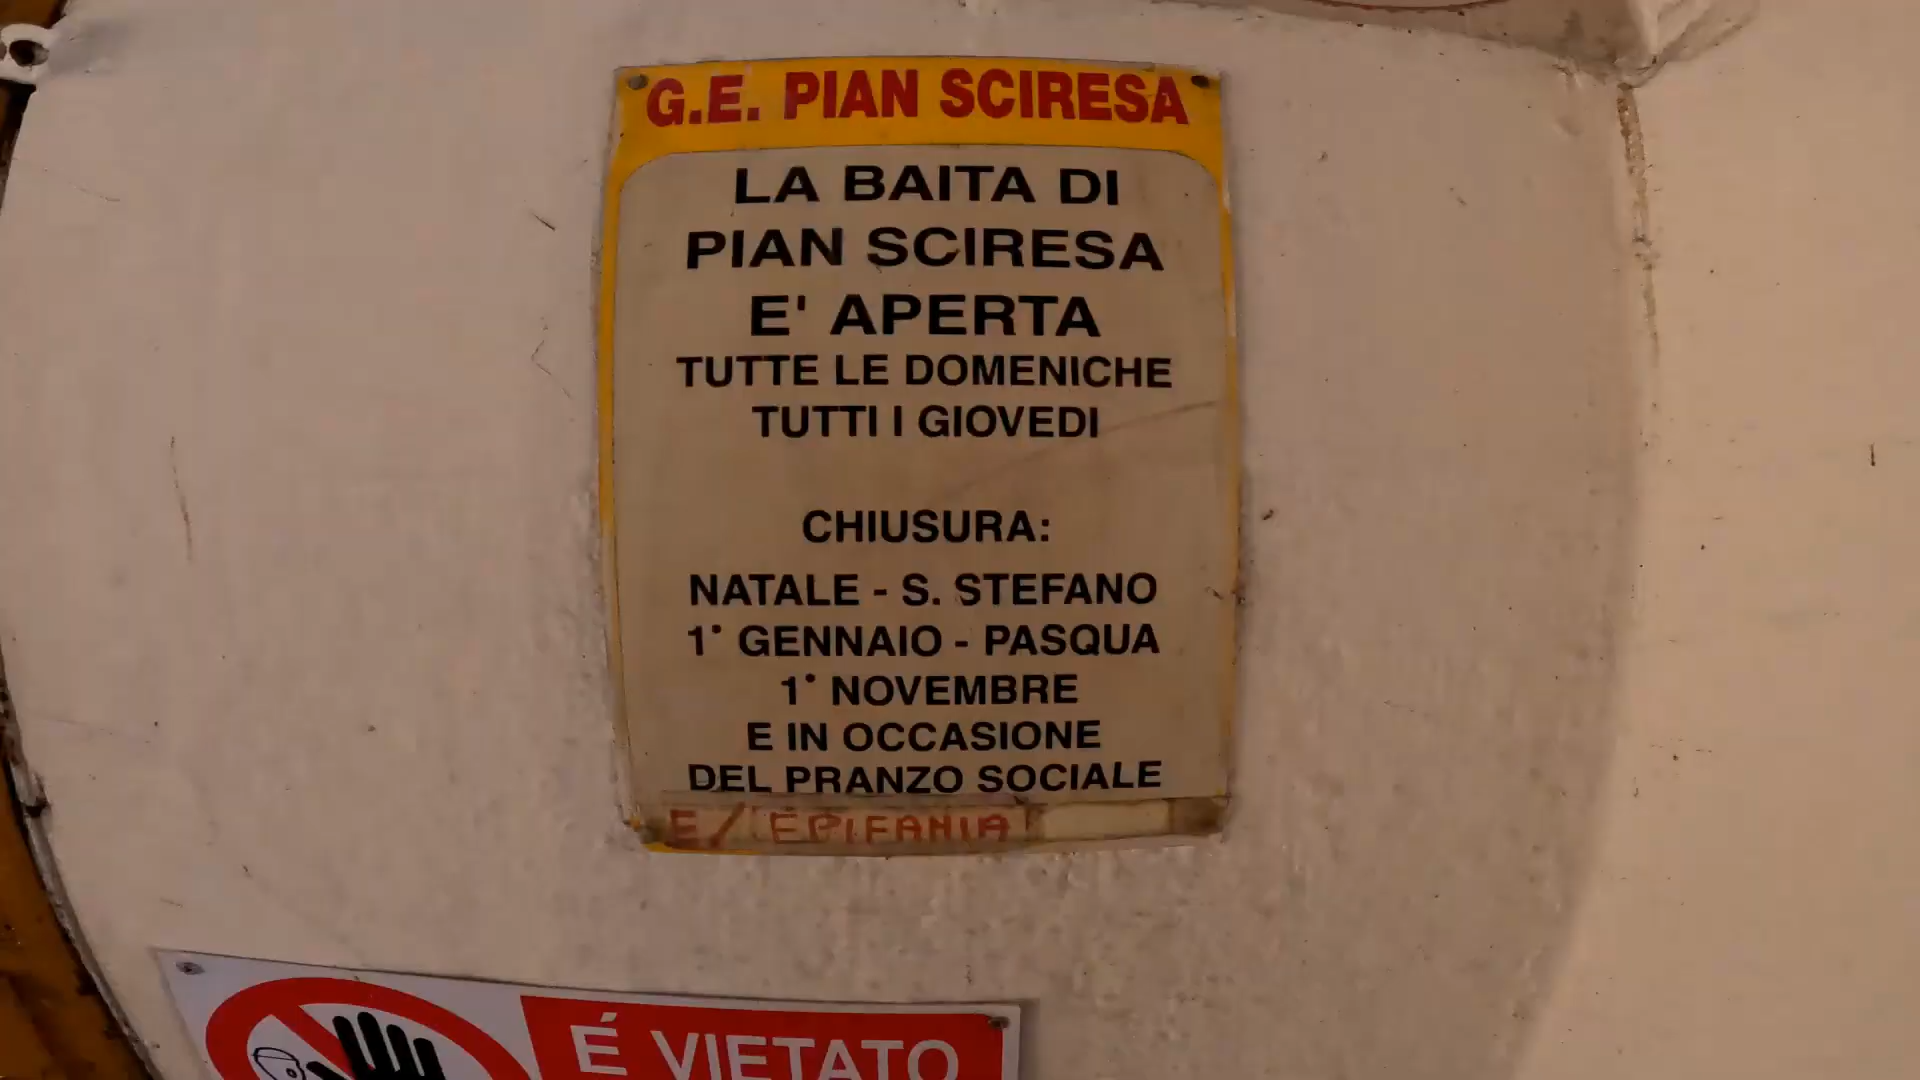 G.E. PIAN SCIRESA
LA BAITA DI
PIAN SCIRESA
E' APERTA
TUTTE LE DOMENICHE
TUTTI I GIOVEDI
CHIUSURA:
NATALE - S. STEFANO
1° GENNAIO - PASQUA
1° NOVEMBRE
E IN OCCASIONE
DEL PRANZO SOCIALE
E/ EPIFANIA
É VIETATO